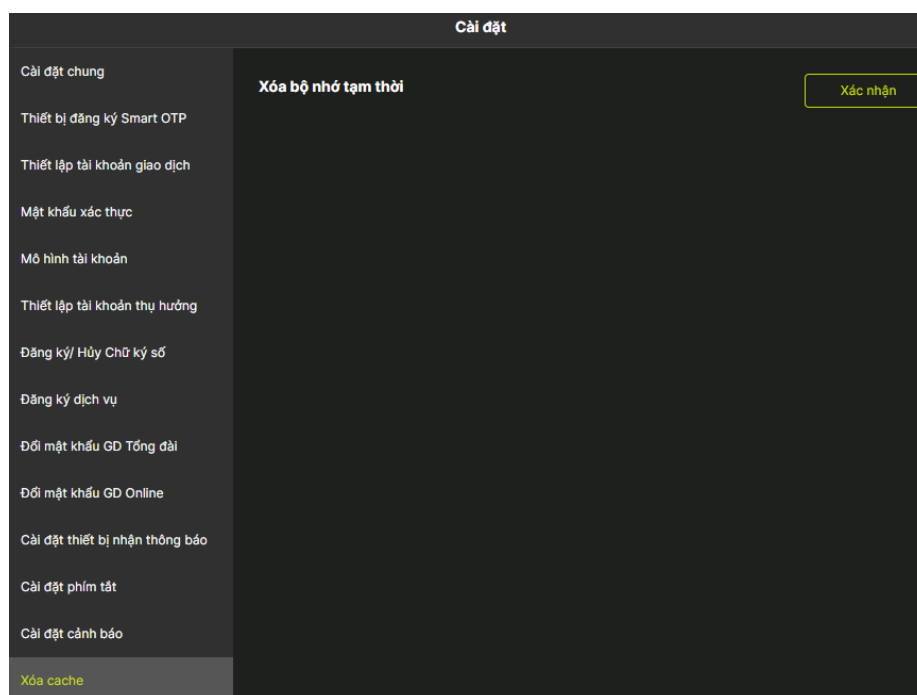 Cài đặt
Cài đặt chung
Thiết bị đăng ký Smart OTP
Thiết lập tài khoản giao dịch
Mật khẩu xác thực
Mô hình tài khoản
Thiết lập tài khoản thụ hưởng
Đăng ký/ Hủy Chữ ký số
Đăng ký dịch vụ
Đổi mật khẩu GD Tổng đài
Đổi mật khẩu GD Online
Cài đặt thiết bị nhận thông báo
Cài đặt phím tắt
Cài đặt cảnh báo
Xóa cache
Xóa bộ nhớ tạm thời
Xác nhận